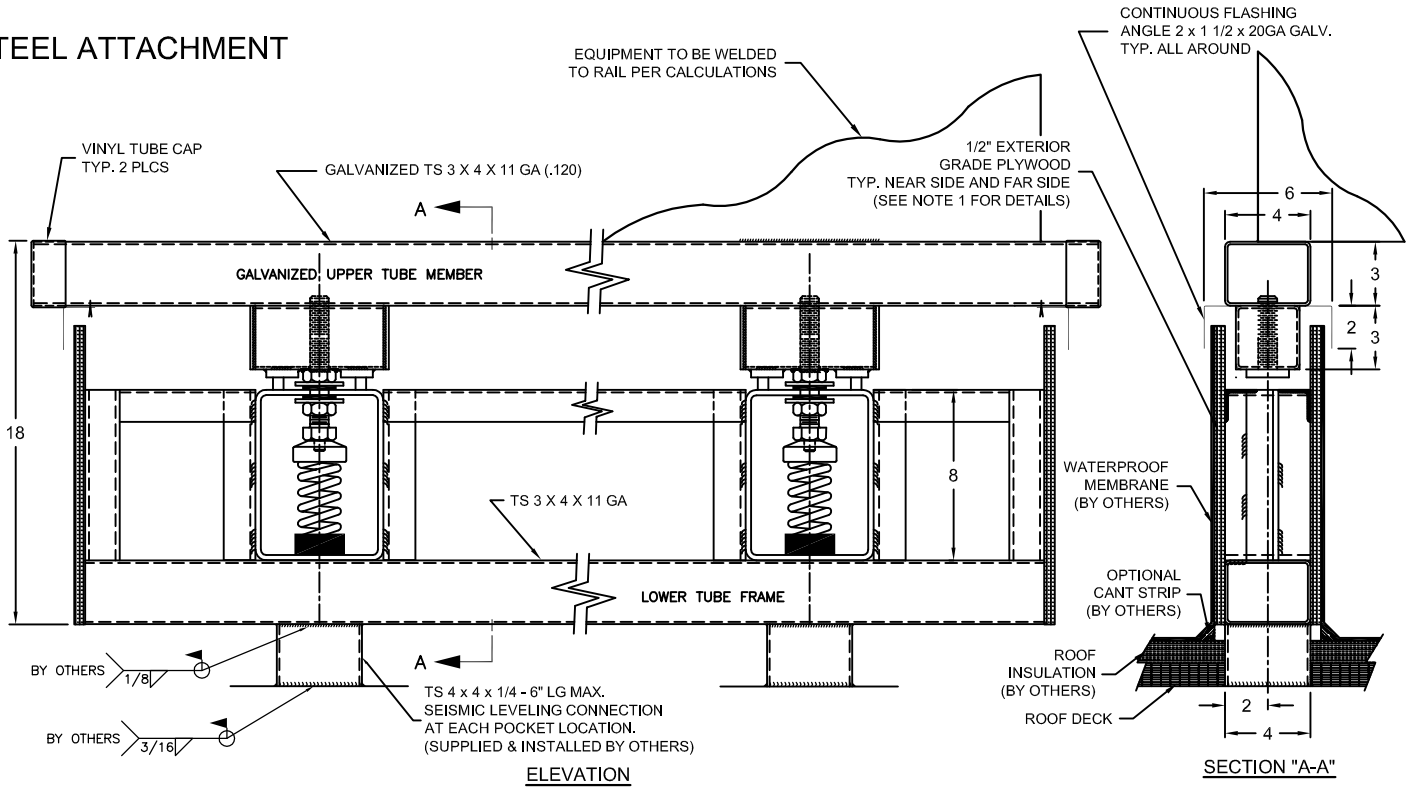 TEEL ATTACHMENT
CONTINUOUS FLASHING
ANGLE 2 x 1 1/2 x 20GA GALV.
TYP. ALL AROUND
EQUIPMENT TO BE WELDED
TO RAIL PER CALCULATIONS
VINYL TUBE CAP
TYP. 2 PLCS
GALVANIZED TS 3 X 4 X 11 GA (.120)
1/2" EXTERIOR
GRADE PLYWOOD
TYP. NEAR SIDE AND FAR SIDE
(SEE NOTE 1 FOR DETAILS)
A
6
4
GALVANIZED UPPER TUBE MEMBER
3
2
3
18
8
WATERPROOF
MEMBRANE
(BY OTHERS)
TS 3 X 4 X 11 GA
OPTIONAL
CANT STRIP
(BY OTHERS)
LOWER TUBE FRAME
BY OTHERS
1/8
A
ROOF
INSULATION
(BY OTHERS)
ROOF DECK
2
4
TS 4 x 4 x 1/4 - 6" LG MAX.
SEISMIC LEVELING CONNECTION
AT EACH POCKET LOCATION.
(SUPPLIED & INSTALLED BY OTHERS)
BY OTHERS
3/16
ELEVATION
SECTION "A-A"